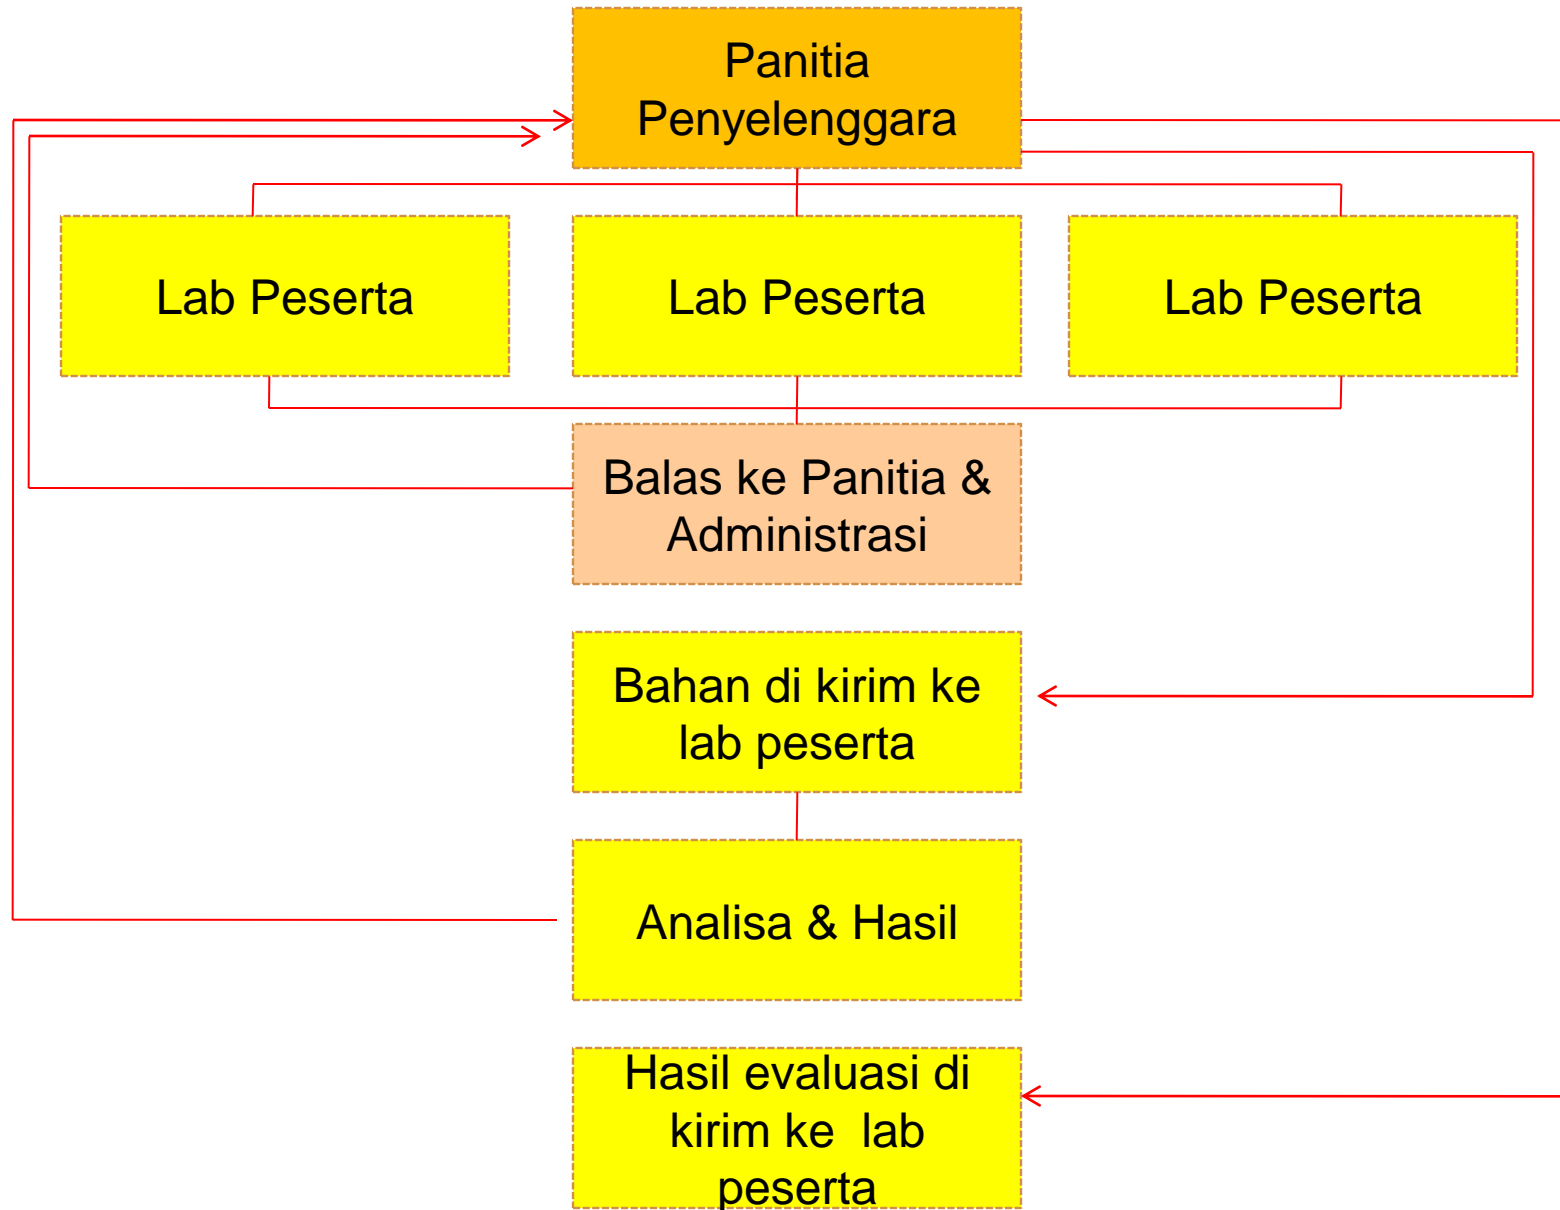 Panitia
Penyelenggara
Lab Peserta
Lab Peserta
Lab Peserta
Balas ke Panitia &
Administrasi
Bahan di kirim ke
lab peserta
Analisa & Hasil
Hasil evaluasi di
kirim ke  lab
peserta